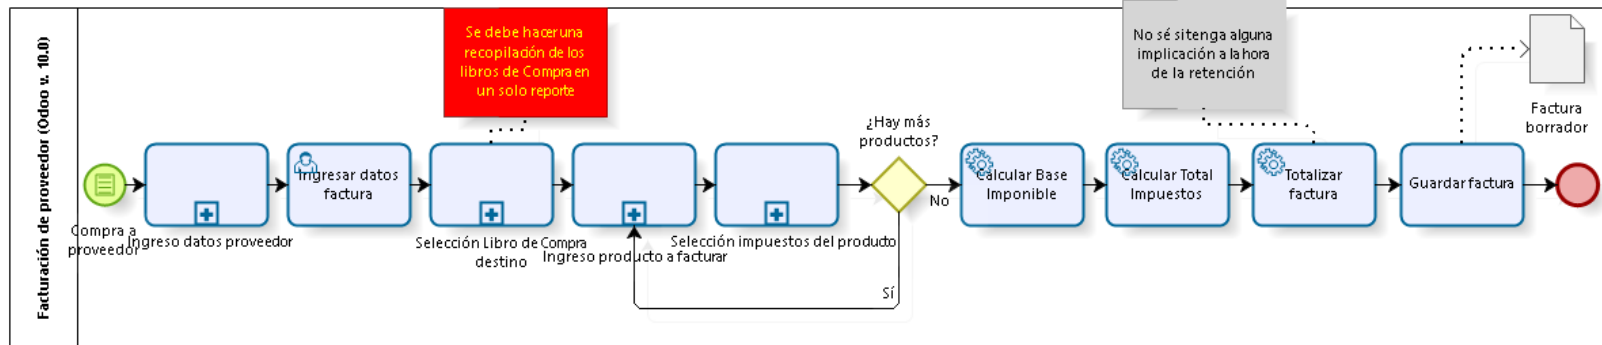 Facturación de proveedor (Odoo v. 10.0)
Compra a
proveedor
Ingreso datos proveedor
Ingresar datos
factura
Se debe hacer una
recopilación de los
libros de Compra en
un solo reporte
Selección Libro de Compra
destino
Ingreso producto a facturar
Selección impuestos del producto
¿Hay más
productos?
No
Sí
Calcular Base
Imponible
Calcular Total
Impuestos
No sé si tenga alguna
implicación a la hora
de la retención
Totalizar
factura
Guardar factura
Factura
borrador